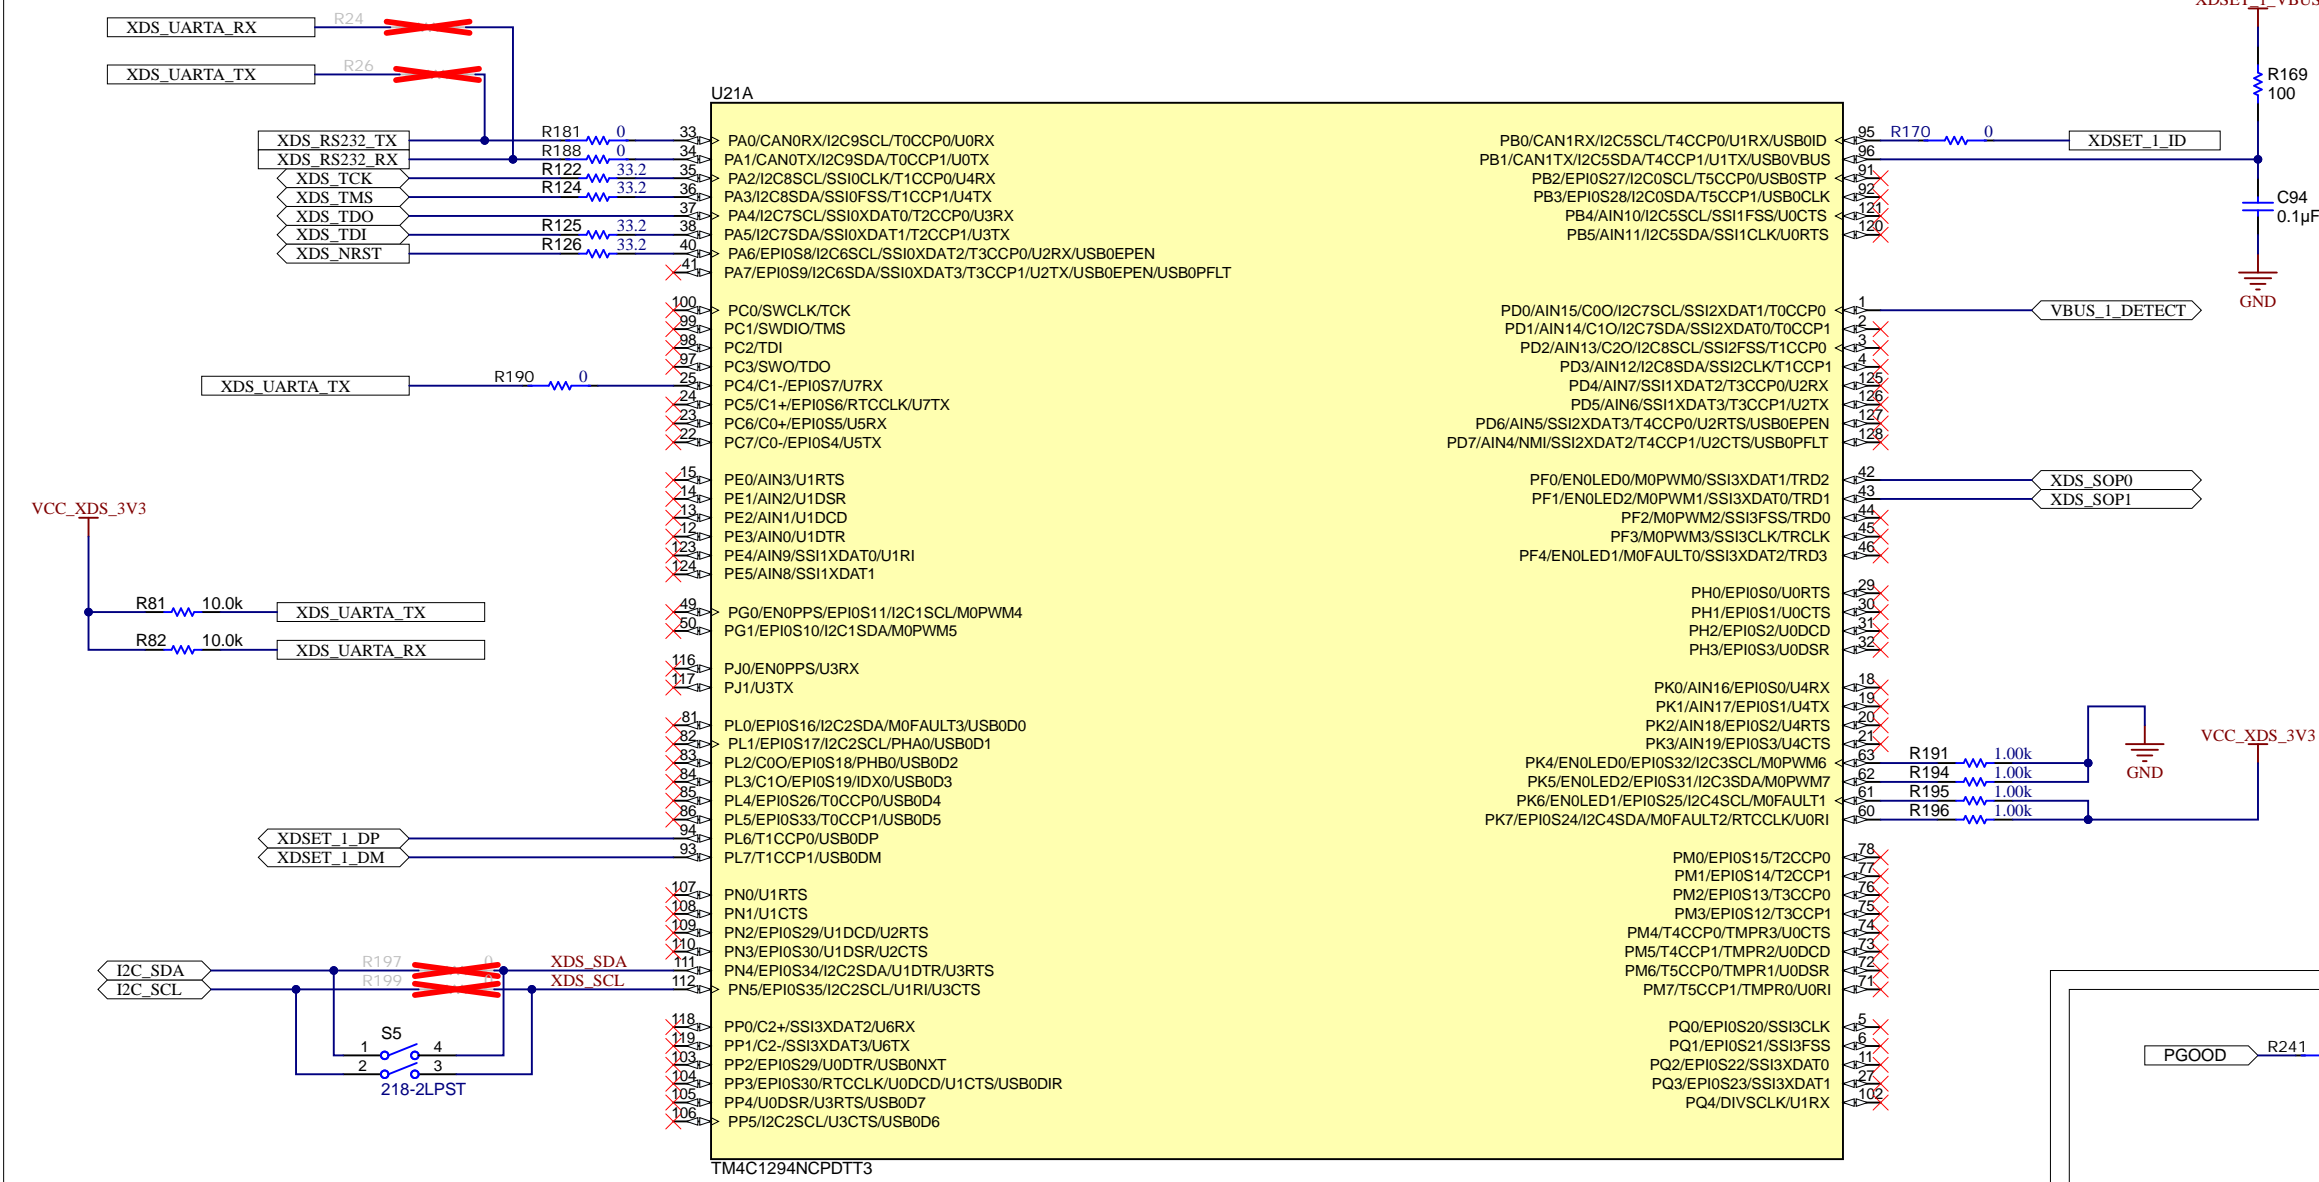 XDS_UARTA_RX
R24
XDS_UARTA_TX
R26
XDS_RS232_TX
R181 0 33
XDS_RS232_RX
R188 0 34
XDS_TCK
R122 33.2 35
XDS_TMS
R124 33.2 36
XDS_TDO
37
XDS_TDI
R125 33.2 38
XDS_NRST
R126 33.2 40
41
100
99
98
97
XDS_UARTA_TX
R190 0 25
24
23
22
15
14
13
12
123
124
VCC_XDS_3V3
R81 10.0k XDS_UARTA_TX
R82 10.0k XDS_UARTA_RX
49
50
116
117
81
82
83
84
85
86
XDSET_1_DP 94
XDSET_1_DM 93
107
108
109
110
I2C_SDA R197 0 XDS_SDA 111
I2C_SCL R199 XDS_SCL 112
S5
1 4
2 3
218-2LPST
118
119
103
104
105
106
U21A
PA0/CAN0RX/I2C9SCL/T0CCP0/U0RX
PA1/CAN0TX/I2C9SDA/T0CCP1/U0TX
PA2/I2C8SCL/SSI0CLK/T1CCP0/U4RX
PA3/I2C8SDA/SSI0FSS/T1CCP1/U4TX
PA4/I2C7SCL/SSI0XDAT0/T2CCP0/U3RX
PA5/I2C7SDA/SSI0XDAT1/T2CCP1/U3TX
PA6/EPI0S8/I2C6SCL/SSI0XDAT2/T3CCP0/U2RX/USB0EPEN
PA7/EPI0S9/I2C6SDA/SSI0XDAT3/T3CCP1/U2TX/USB0EPEN/USB0PFLT
PC0/SWCLK/TCK
PC1/SWDIO/TMS
PC2/TDI
PC3/SWO/TDO
PC4/C1-/EPI0S7/U7RX
PC5/C1+/EPI0S6/RTCCLK/U7TX
PC6/C0+/EPI0S5/U5RX
PC7/C0-/EPI0S4/U5TX
PE0/AIN3/U1RTS
PE1/AIN2/U1DSR
PE2/AIN1/U1DCD
PE3/AIN0/U1DTR
PE4/AIN9/SSI1XDAT0/U1RI
PE5/AIN8/SSI1XDAT1
PG0/EN0PPS/EPI0S11/I2C1SCL/M0PWM4
PG1/EPI0S10/I2C1SDA/M0PWM5
PJ0/EN0PPS/U3RX
PJ1/U3TX
PL0/EPI0S16/I2C2SDA/M0FAULT3/USB0D0
PL1/EPI0S17/I2C2SCL/PHA0/USB0D1
PL2/C0O/EPI0S18/PHB0/USB0D2
PL3/C1O/EPI0S19/IDX0/USB0D3
PL4/EPI0S26/T0CCP0/USB0D4
PL5/EPI0S33/T0CCP1/USB0D5
PL6/T1CCP0/USB0DP
PL7/T1CCP1/USB0DM
PN0/U1RTS
PN1/U1CTS
PN2/EPI0S29/U1DCD/U2RTS
PN3/EPI0S30/U1DSR/U2CTS
PN4/EPI0S34/I2C2SDA/U1DTR/U3RTS
PN5/EPI0S35/I2C2SCL/U1RI/U3CTS
PP0/C2+/SSI3XDAT2/U6RX
PP1/C2-/SSI3XDAT3/U6TX
PP2/EPI0S29/U0DTR/USB0NXT
PP3/EPI0S30/RTCCLK/U0DCD/U1CTS/USB0DIR
PP4/U0DSR/U3RTS/USB0D7
PP5/I2C2SCL/U3CTS/USB0D6
TM4C1294NCPDTT3
PB0/CAN1RX/I2C5SCL/T4CCP0/U1RX/USB0ID
PB1/CAN1TX/I2C5SDA/T4CCP1/U1TX/USB0VBUS
PB2/EPI0S27/I2C0SCL/T5CCP0/USB0STP
PB3/EPI0S28/I2C0SDA/T5CCP1/USB0CLK
PB4/AIN10/I2C5SCL/SSI1FSS/U0CTS
PB5/AIN11/I2C5SDA/SSI1CLK/U0RTS
PD0/AIN15/C0O/I2C7SCL/SSI2XDAT1/T0CCP0
PD1/AIN14/C1O/I2C7SDA/SSI2XDAT0/T0CCP1
PD2/AIN13/C2O/I2C8SCL/SSI2FSS/T1CCP0
PD3/AIN12/I2C8SDA/SSI2CLK/T1CCP1
PD4/AIN7/SSI1XDAT2/T3CCP0/U2RX
PD5/AIN6/SSI1XDAT3/T3CCP1/U2TX
PD6/AIN5/SSI2XDAT3/T4CCP0/U2RTS/USB0EPEN
PD7/AIN4/NMI/SSI2XDAT2/T4CCP1/U2CTS/USB0PFLT
PF0/EN0LED0/M0PWM0/SSI3XDAT1/TRD2
PF1/EN0LED2/M0PWM1/SSI3XDAT0/TRD1
PF2/M0PWM2/SSI3FSS/TRD0
PF3/M0PWM3/SSI3CLK/TRCLK
PF4/EN0LED1/M0FAULT0/SSI3XDAT2/TRD3
PH0/EPI0S0/U0RTS
PH1/EPI0S1/U0CTS
PH2/EPI0S2/U0DCD
PH3/EPI0S3/U0DSR
PK0/AIN16/EPI0S0/U4RX
PK1/AIN17/EPI0S1/U4TX
PK2/AIN18/EPI0S2/U4RTS
PK3/AIN19/EPI0S3/U4CTS
PK4/EN0LED0/EPI0S32/I2C3SCL/M0PWM6
PK5/EN0LED2/EPI0S31/I2C3SDA/M0PWM7
PK6/EN0LED1/EPI0S25/I2C4SCL/M0FAULT1
PK7/EPI0S24/I2C4SDA/M0FAULT2/RTCCLK/U0RI
PM0/EPI0S15/T2CCP0
PM1/EPI0S14/T2CCP1
PM2/EPI0S13/T3CCP0
PM3/EPI0S12/T3CCP1
PM4/T4CCP0/TMPR3/U0CTS
PM5/T4CCP1/TMPR2/U0DCD
PM6/T5CCP0/TMPR1/U0DSR
PM7/T5CCP1/TMPR0/U0RI
PQ0/EPI0S20/SSI3CLK
PQ1/EPI0S21/SSI3FSS
PQ2/EPI0S22/SSI3XDAT0
PQ3/EPI0S23/SSI3XDAT1
PQ4/DIVSCLK/U1RX
XDSET_1_VBUS
R169
100
95 R170 0 XDSET_1_ID
96
91
92
121
120
C94
0.1µF
GND
1 VBUS_1_DETECT
2
3
4
125
126
127
128
42 XDS_SOP0
43 XDS_SOP1
44
45
46
29
30
31
32
18
19
20
21
63 R191 1.00k
62 R194 1.00k
61 R195 1.00k
60 R196 1.00k
GND
VCC_XDS_3V3
78
77
76
75
74
73
72
71
5
6
11
27
102
PGOOD R241